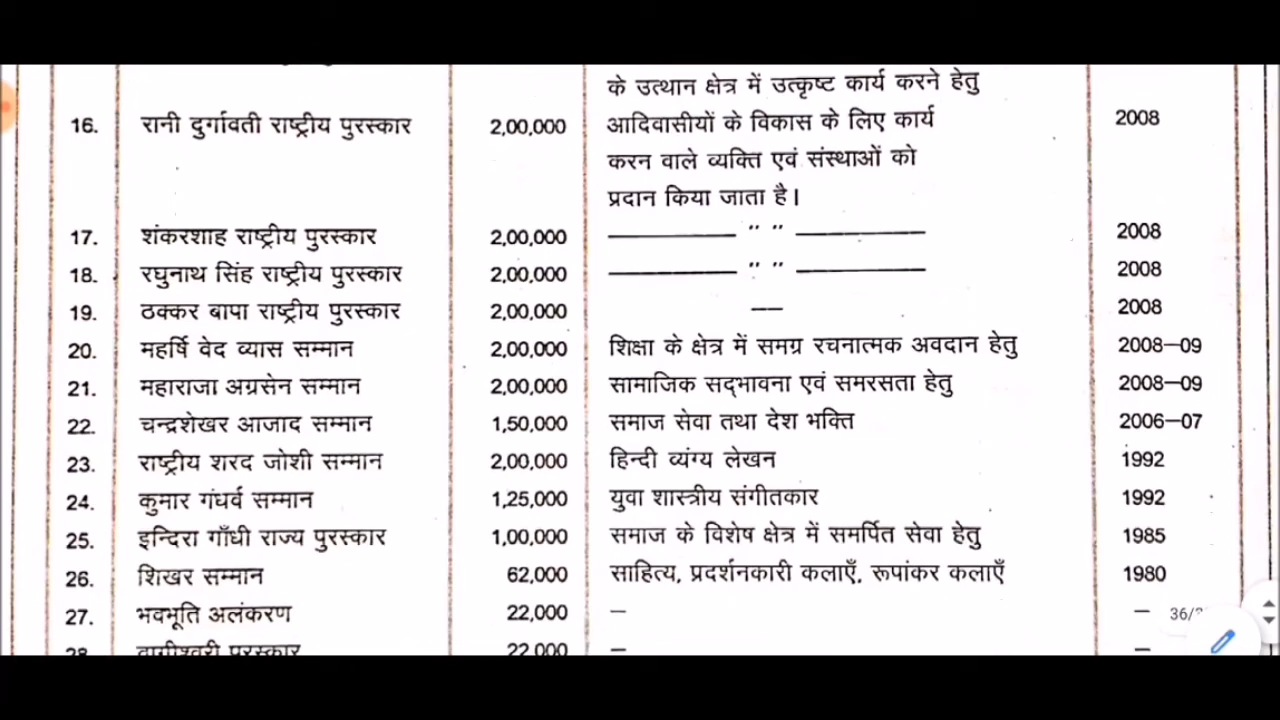 के उत्थान क्षेत्र में उत्कृष्ट कार्य करने हेतु
16. रानी दुर्गावती राष्ट्रीय पुरस्कार 2,00,000 आदिवासीयों के विकास के लिए कार्य 2008
करन वाले व्यक्ति एवं संस्थाओं को
प्रदान किया जाता है।
17. शंकरशाह राष्ट्रीय पुरस्कार 2,00,000 ———— " " ———— 2008
18. रघुनाथ सिंह राष्ट्रीय पुरस्कार 2,00,000 ———— " " ———— 2008
19. ठक्कर बापा राष्ट्रीय पुरस्कार 2,00,000 — 2008
20. महर्षि वेद व्यास सम्मान 2,00,000 शिक्षा के क्षेत्र में समग्र रचनात्मक अवदान हेतु 2008–09
21. महाराजा अग्रसेन सम्मान 2,00,000 सामाजिक सद्भावना एवं समरसता हेतु 2008–09
22. चन्द्रशेखर आजाद सम्मान 1,50,000 समाज सेवा तथा देश भक्ति 2006–07
23. राष्ट्रीय शरद जोशी सम्मान 2,00,000 हिन्दी व्यंग्य लेखन 1992
24. कुमार गंधर्व सम्मान 1,25,000 युवा शास्त्रीय संगीतकार 1992
25. इन्दिरा गाँधी राज्य पुरस्कार 1,00,000 समाज के विशेष क्षेत्र में समर्पित सेवा हेतु 1985
26. शिखर सम्मान 62,000 साहित्य, प्रदर्शनकारी कलाएँ, रूपांकर कलाएँ 1980
27. भवभूति अलंकरण 22,000 – –
28. वागीश्वरी पुरस्कार 22,000 – –
36/